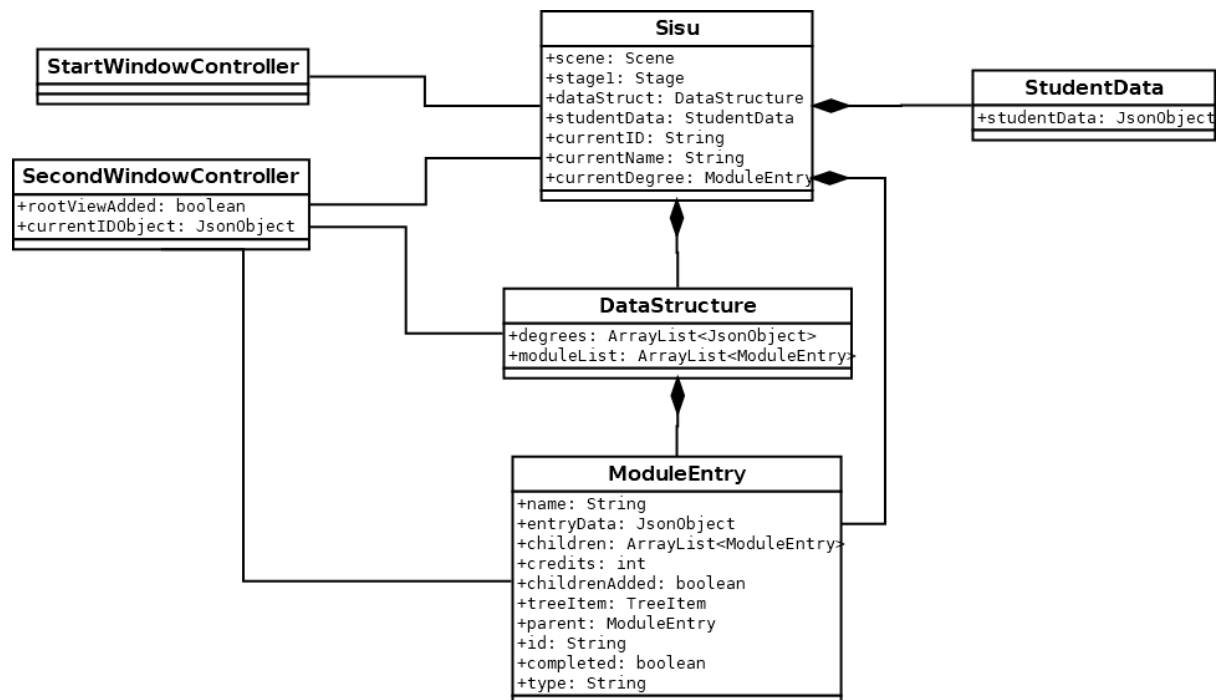 Sisu
+scene: Scene
+stage1: Stage
+dataStruct: DataStructure
+studentData: StudentData
+currentID: String
+currentName: String
+currentDegree: ModuleEntry
StartWindowController
StudentData
+studentData: JsonObject
SecondWindowController
+rootViewAdded: boolean
+currentIDObject: JsonObject
DataStructure
+degrees: ArrayList<JsonObject>
+moduleList: ArrayList<ModuleEntry>
ModuleEntry
+name: String
+entryData: JsonObject
+children: ArrayList<ModuleEntry>
+credits: int
+childrenAdded: boolean
+treeItem: TreeItem
+parent: ModuleEntry
+id: String
+completed: boolean
+type: String